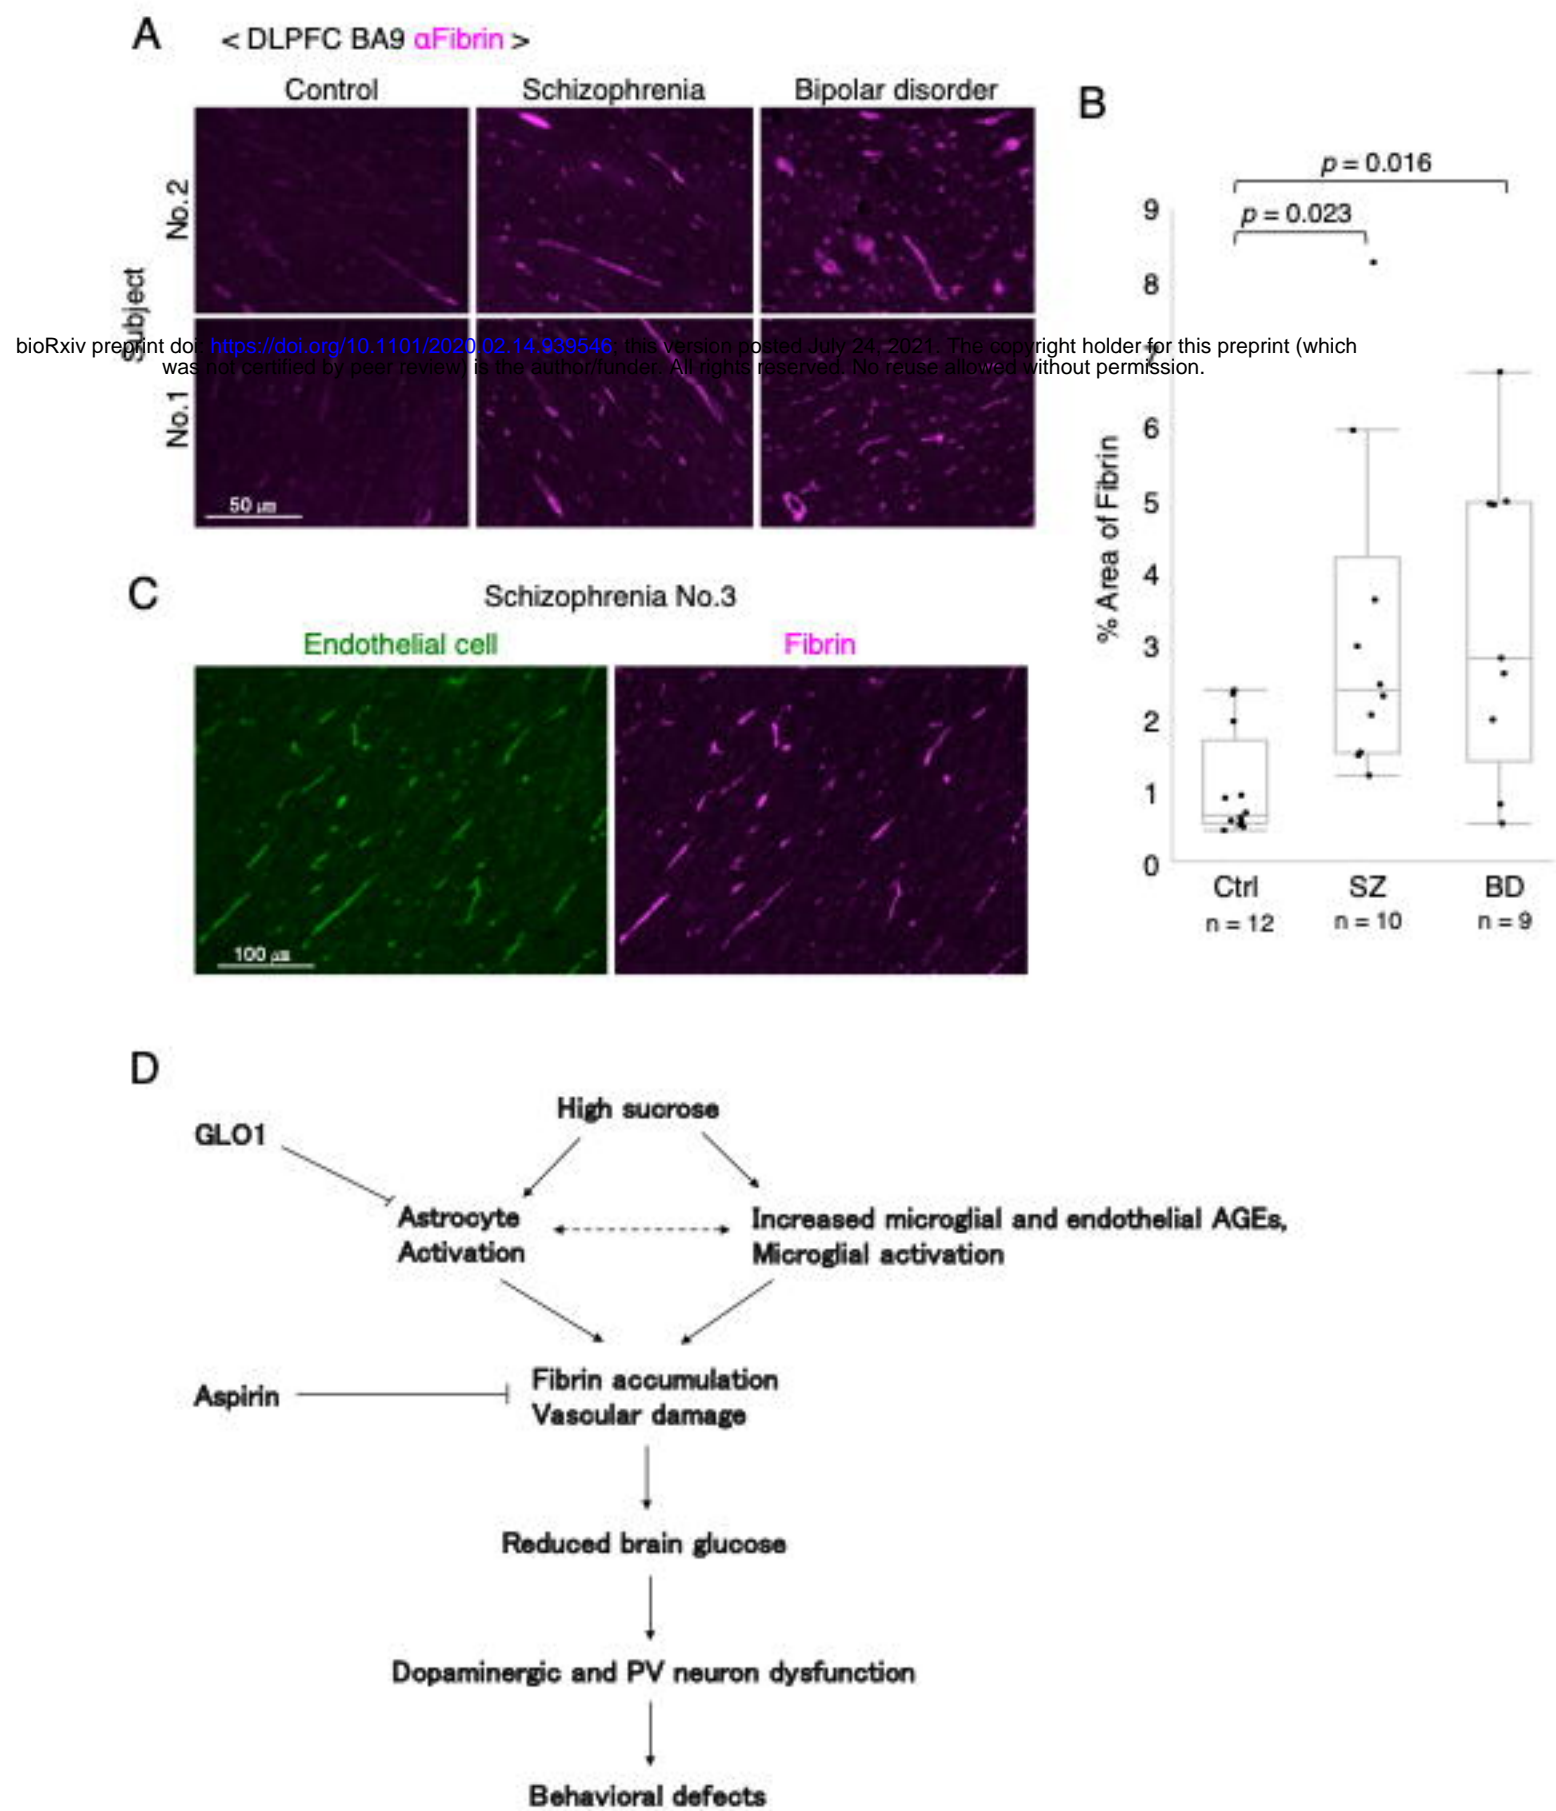 A
< DLPFC BA9 αFibrin >
Control
Schizophrenia
Bipolar disorder
Subject
No.2
No.1
50 μm
bioRxiv preprint doi: https://doi.org/10.1101/2020.02.14.939546; this version posted July 24, 2021. The copyright holder for this preprint (which
was not certified by peer review) is the author/funder. All rights reserved. No reuse allowed without permission.
B
p = 0.016
p = 0.023
% Area of Fibrin
9
8
7
6
5
4
3
2
1
0
Ctrl
SZ
BD
n = 12
n = 10
n = 9
C
Schizophrenia No.3
Endothelial cell
Fibrin
100 μm
D
High sucrose
GLO1
Astrocyte
Activation
Increased microglial and endothelial AGEs,
Microglial activation
Aspirin
Fibrin accumulation
Vascular damage
Reduced brain glucose
Dopaminergic and PV neuron dysfunction
Behavioral defects